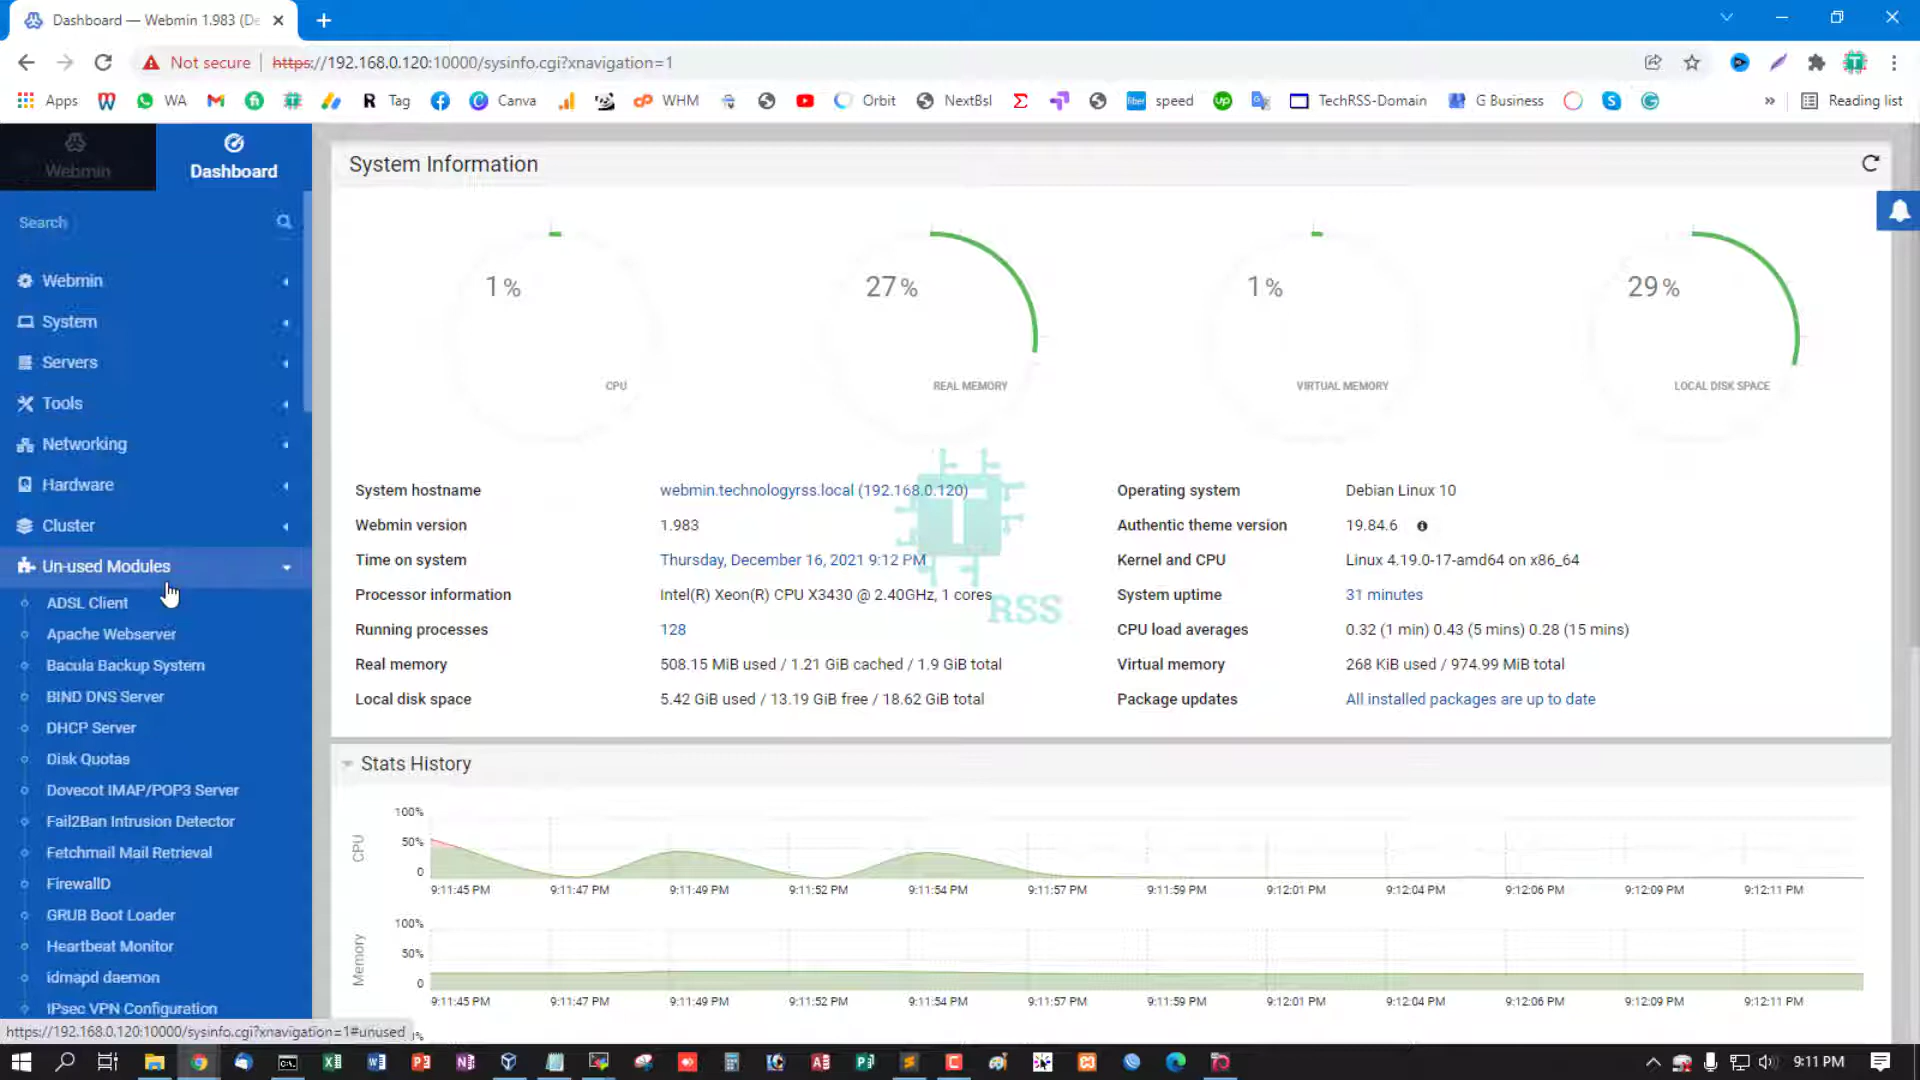 Dashboard — Webmin 1.983 (De
Not secure
https://192.168.0.120:10000/sysinfo.cgi?xnavigation=1
Apps
WA
R Tag
Canva
cP WHM
Orbit
NextBsl
fiber speed
up
TechRSS-Domain
G Business
»
Reading list
Webmin
Dashboard
Search
Webmin
System
Servers
Tools
Networking
Hardware
Cluster
Un-used Modules
ADSL Client
Apache Webserver
Bacula Backup System
BIND DNS Server
DHCP Server
Disk Quotas
Dovecot IMAP/POP3 Server
Fail2Ban Intrusion Detector
Fetchmail Mail Retrieval
FirewallD
GRUB Boot Loader
Heartbeat Monitor
idmapd daemon
IPsec VPN Configuration
https://192.168.0.120:10000/sysinfo.cgi?xnavigation=1#unused
System Information
1%
CPU
27%
REAL MEMORY
1%
VIRTUAL MEMORY
29%
LOCAL DISK SPACE
System hostname webmin.technologyrss.local (192.168.0.120)
Operating system Debian Linux 10
Webmin version 1.983
Authentic theme version 19.84.6
Time on system Thursday, December 16, 2021 9:12 PM
Kernel and CPU Linux 4.19.0-17-amd64 on x86_64
Processor information Intel(R) Xeon(R) CPU X3430 @ 2.40GHz, 1 cores
System uptime 31 minutes
Running processes 128
CPU load averages 0.32 (1 min) 0.43 (5 mins) 0.28 (15 mins)
Real memory 508.15 MiB used / 1.21 GiB cached / 1.9 GiB total
Virtual memory 268 KiB used / 974.99 MiB total
Local disk space 5.42 GiB used / 13.19 GiB free / 18.62 GiB total
Package updates All installed packages are up to date
T
RSS
Stats History
CPU
100%
50%
0
9:11:45 PM 9:11:47 PM 9:11:49 PM 9:11:52 PM 9:11:54 PM 9:11:57 PM 9:11:59 PM 9:12:01 PM 9:12:04 PM 9:12:06 PM 9:12:09 PM 9:12:11 PM
Memory
100%
50%
0
9:11:45 PM 9:11:47 PM 9:11:49 PM 9:11:52 PM 9:11:54 PM 9:11:57 PM 9:11:59 PM 9:12:01 PM 9:12:04 PM 9:12:06 PM 9:12:09 PM 9:12:11 PM
9:11 PM